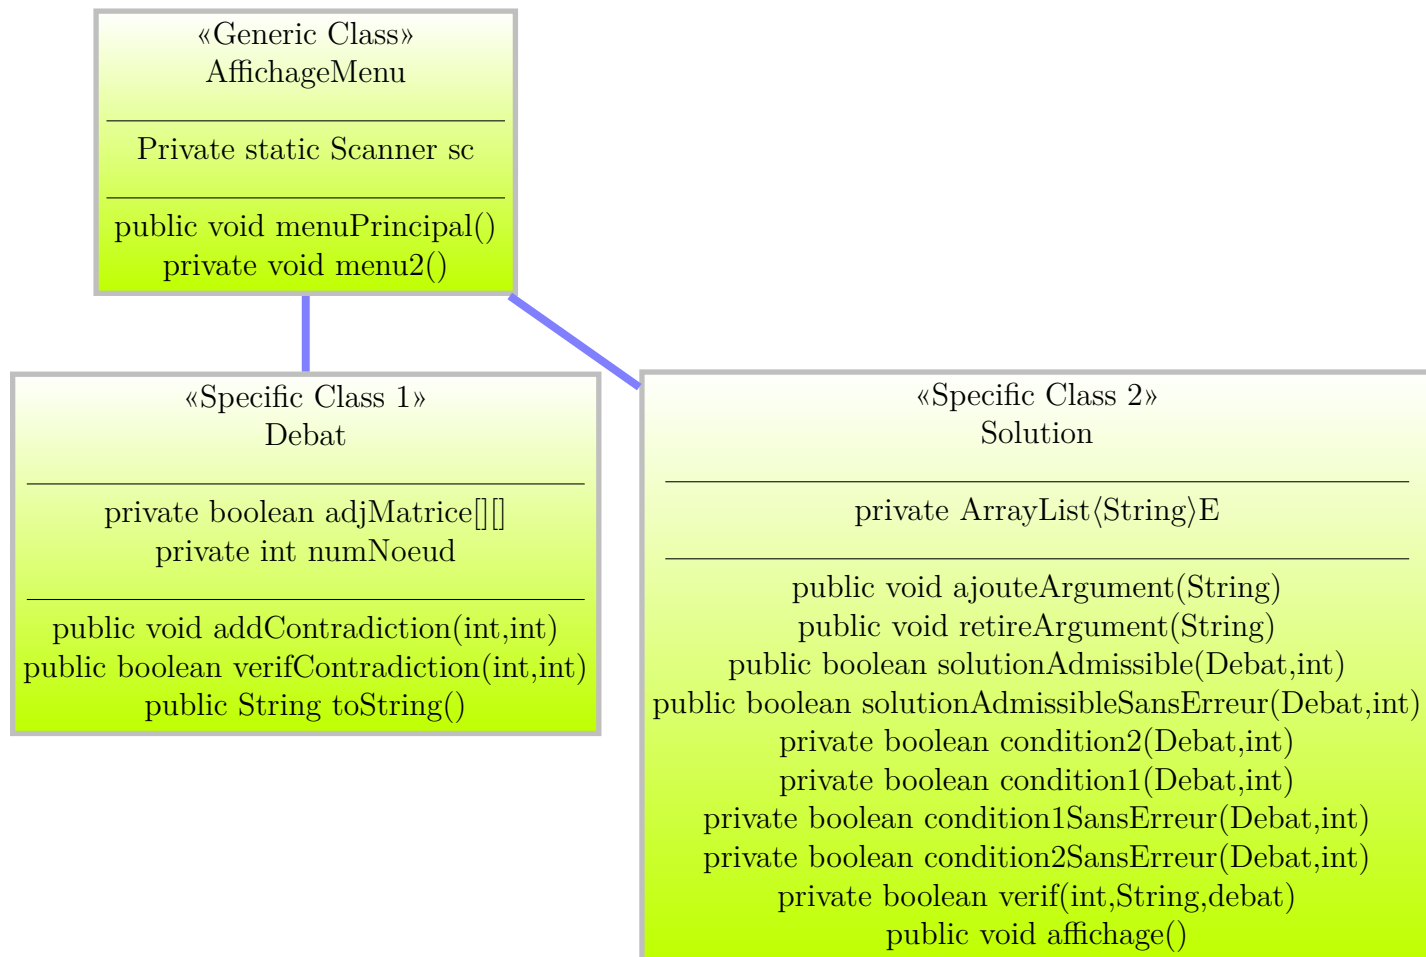 «Generic Class»
AffichageMenu
Private static Scanner sc
public void menuPrincipal()
private void menu2()
«Specific Class 1»
Debat
private boolean adjMatrice[][]
private int numNoeud
public void addContradiction(int,int)
public boolean verifContradiction(int,int)
public String toString()
«Specific Class 2»
Solution
private ArrayList⟨String⟩E
public void ajouteArgument(String)
public void retireArgument(String)
public boolean solutionAdmissible(Debat,int)
public boolean solutionAdmissibleSansErreur(Debat,int)
private boolean condition2(Debat,int)
private boolean condition1(Debat,int)
private boolean condition1SansErreur(Debat,int)
private boolean condition2SansErreur(Debat,int)
private boolean verif(int,String,debat)
public void affichage()